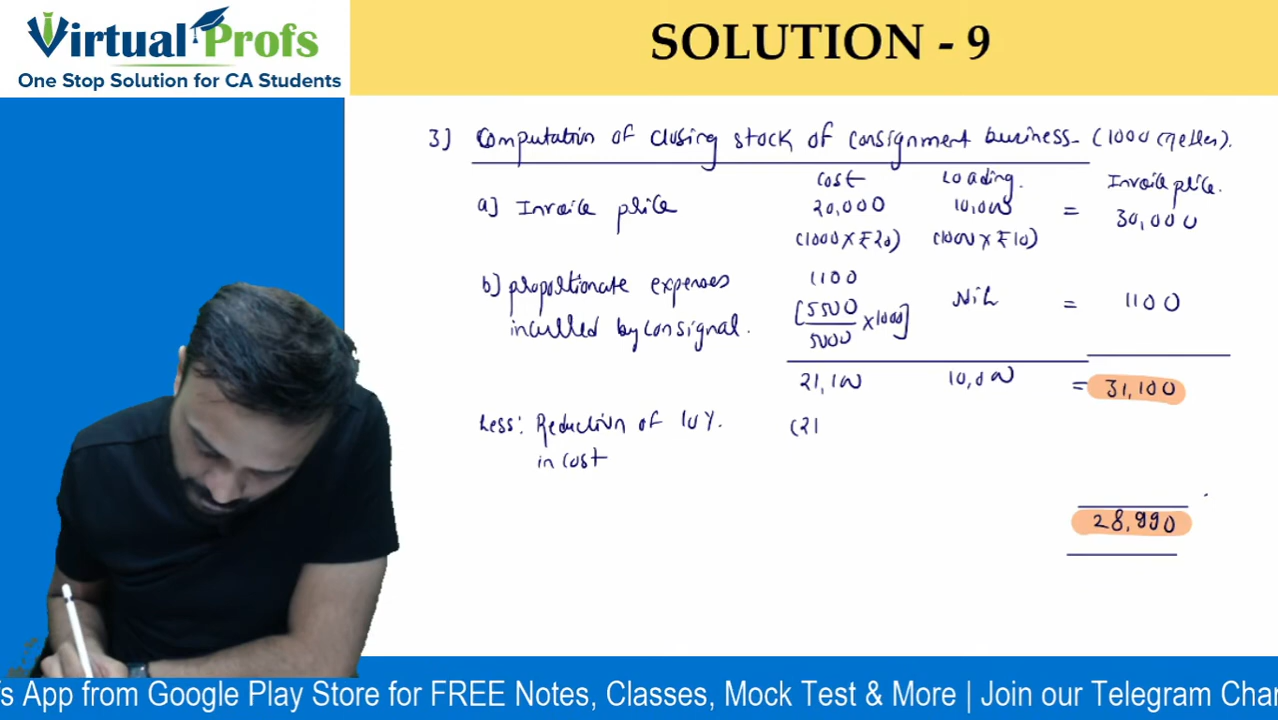 Virtual Profs
One Stop Solution for CA Students
SOLUTION - 9
3] Computation of closing stock of consignment business- (1000 meters).
Cost Loading. Invoice price.
a] Invoice price 20,000 10,000 = 30,000
(1000 x ₹20) (1000 x ₹10)
b] proportionate expenses 1100 Nil = 1100
incurred by consignor. [5500/5000 x 1000]
21,100 10,000 = 31,100
Less: Reduction of 10%. (21
in cost
28,990
fs App from Google Play Store for FREE Notes, Classes, Mock Test & More | Join our Telegram Char